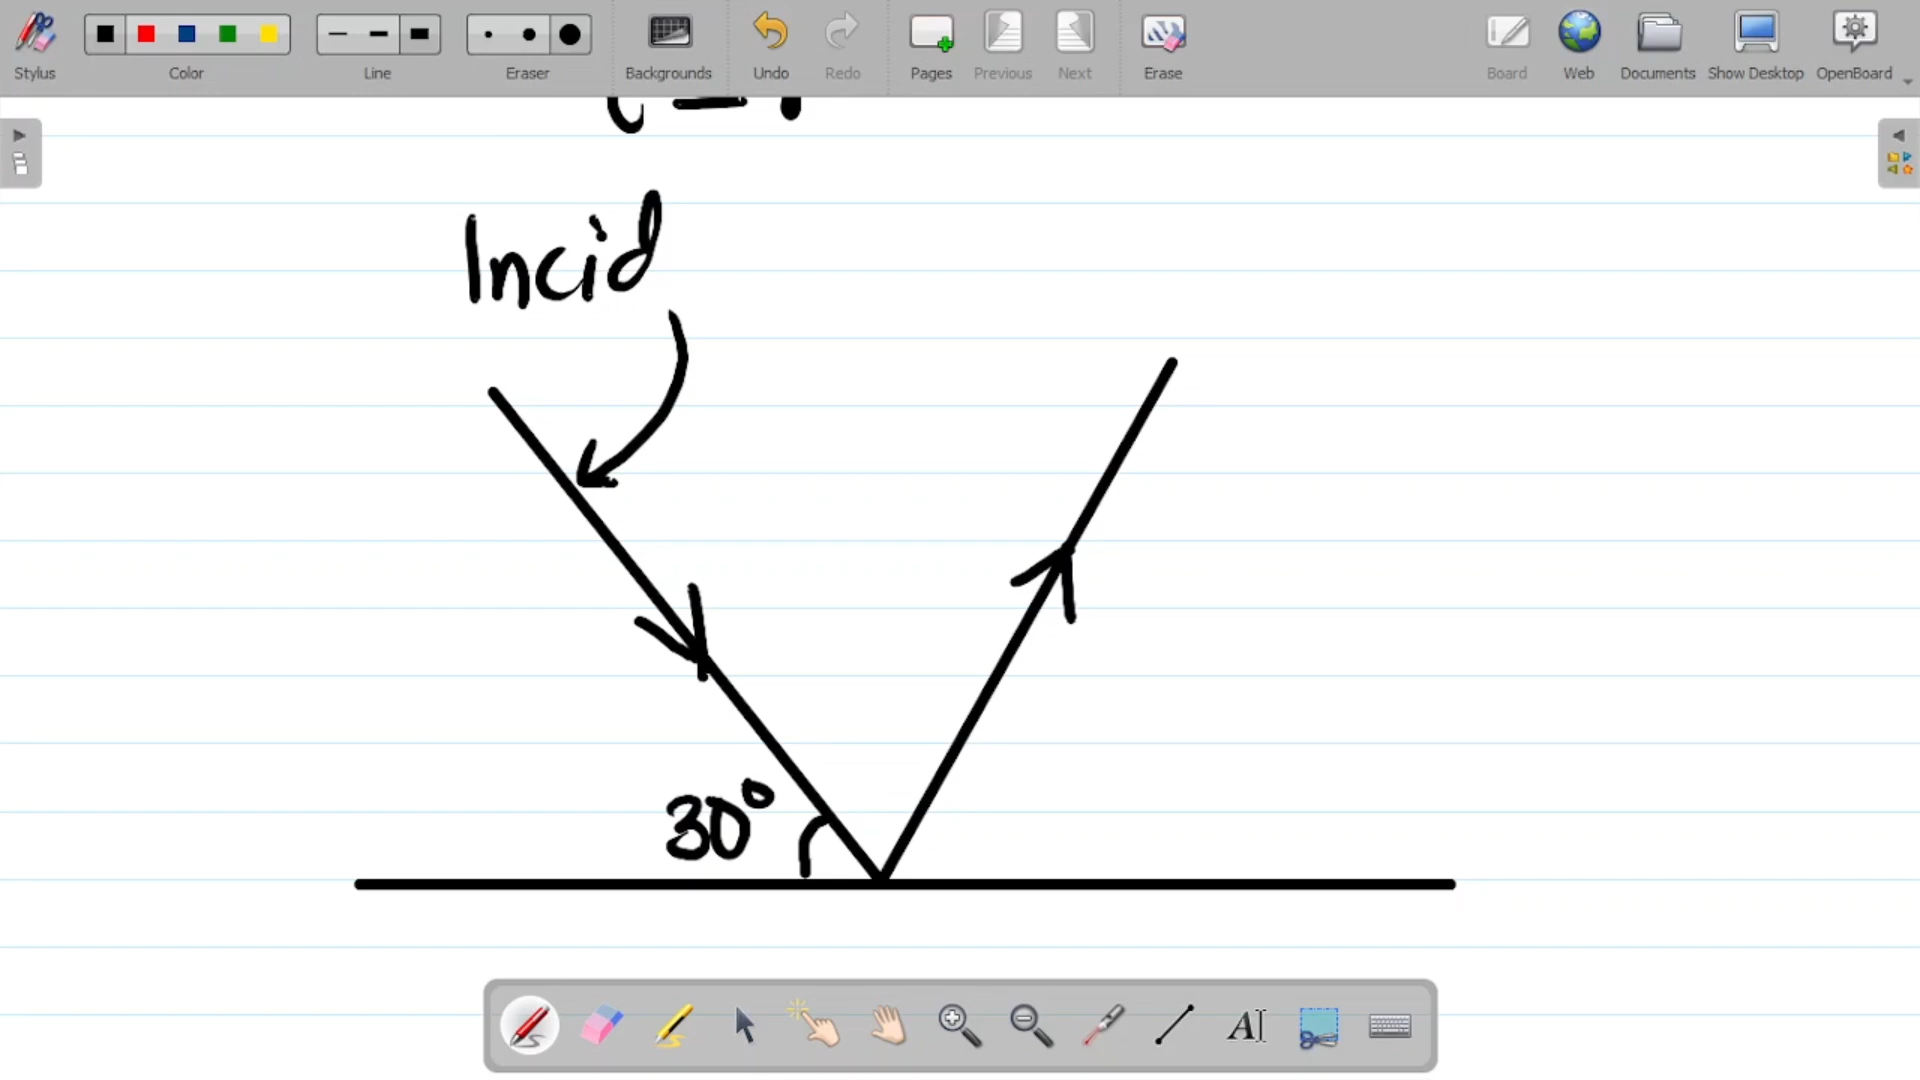 Stylus
Color
Line
Eraser
Backgrounds
Undo
Redo
Pages
Previous
Next
Erase
Board
Web
Documents
Show Desktop
OpenBoard
Incid
30°